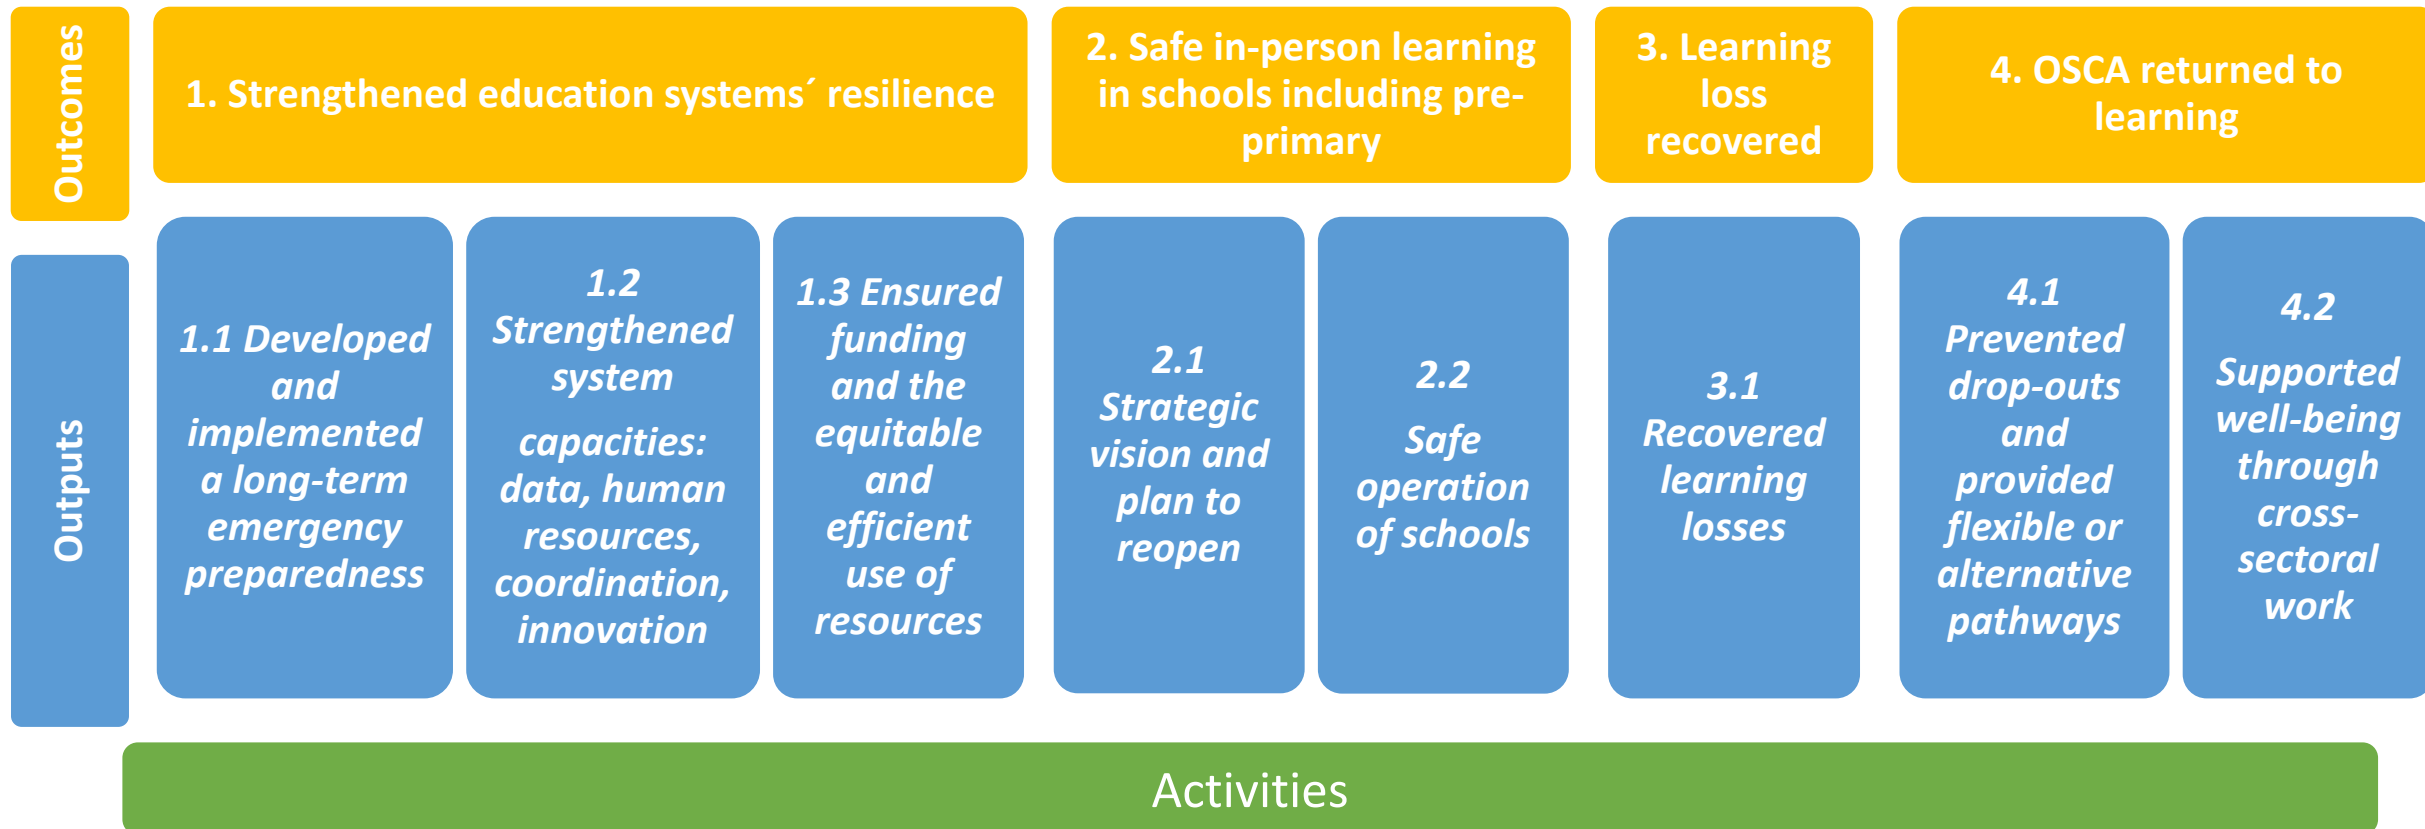 Outcomes
1. Strengthened education systems´ resilience
2. Safe in-person learning
in schools including pre-
primary
3. Learning
loss
recovered
4. OSCA returned to
learning
Outputs
1.1 Developed
and
implemented
a long-term
emergency
preparedness
1.2
Strengthened
system
capacities:
data, human
resources,
coordination,
innovation
1.3 Ensured
funding
and the
equitable
and
efficient
use of
resources
2.1
Strategic
vision and
plan to
reopen
2.2
Safe
operation
of schools
3.1
Recovered
learning
losses
4.1
Prevented
drop-outs
and
provided
flexible or
alternative
pathways
4.2
Supported
well-being
through
cross-
sectoral
work
Activities